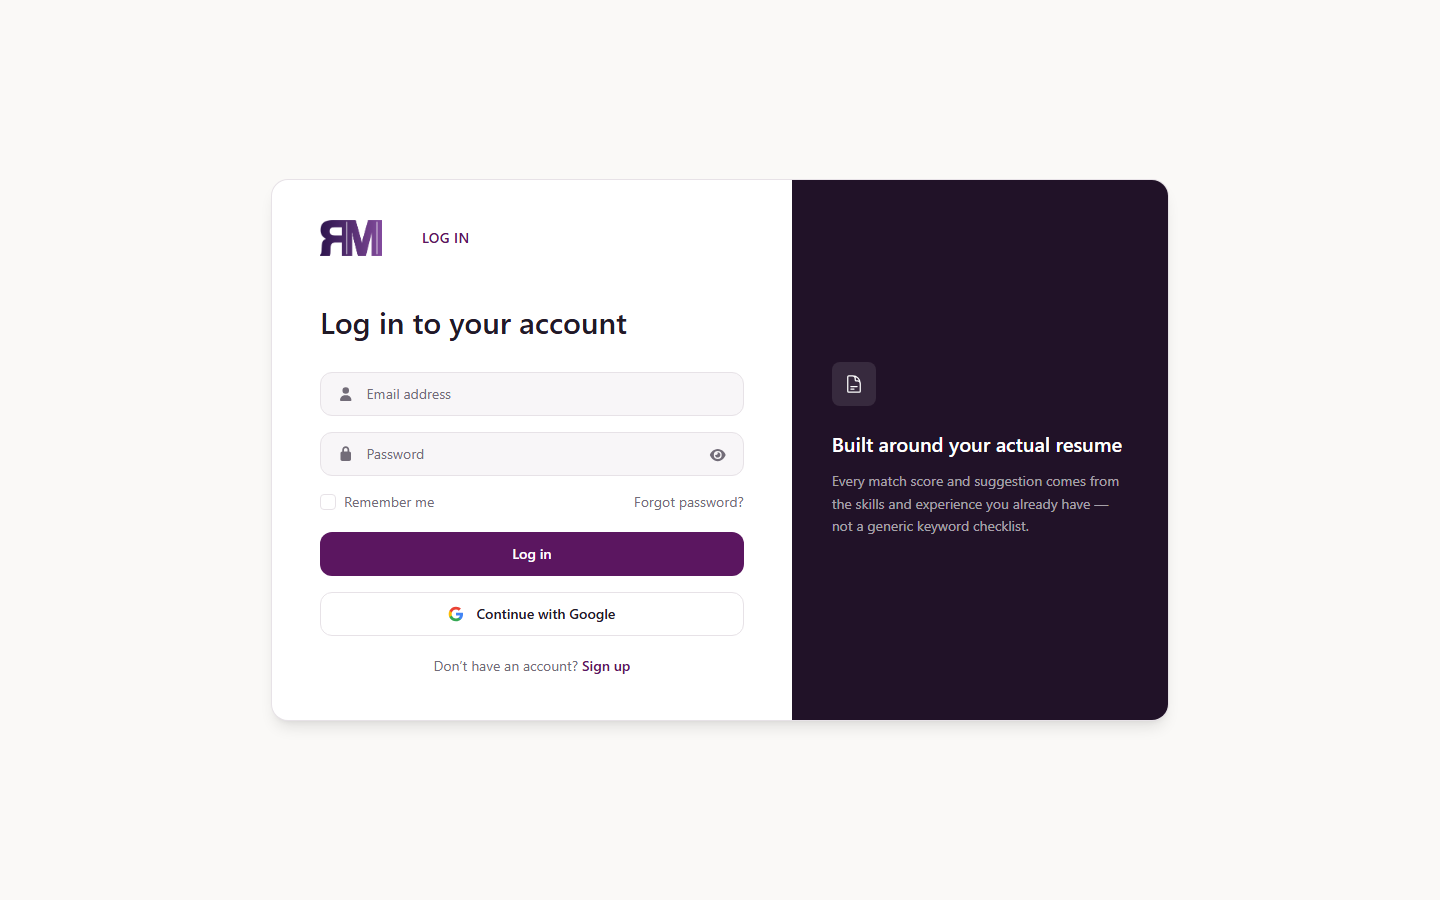 ЯM
LOG IN
Log in to your account
Email address
Password
Remember me
Forgot password?
Log in
Continue with Google
Don't have an account? Sign up
Built around your actual resume
Every match score and suggestion comes from
the skills and experience you already have —
not a generic keyword checklist.